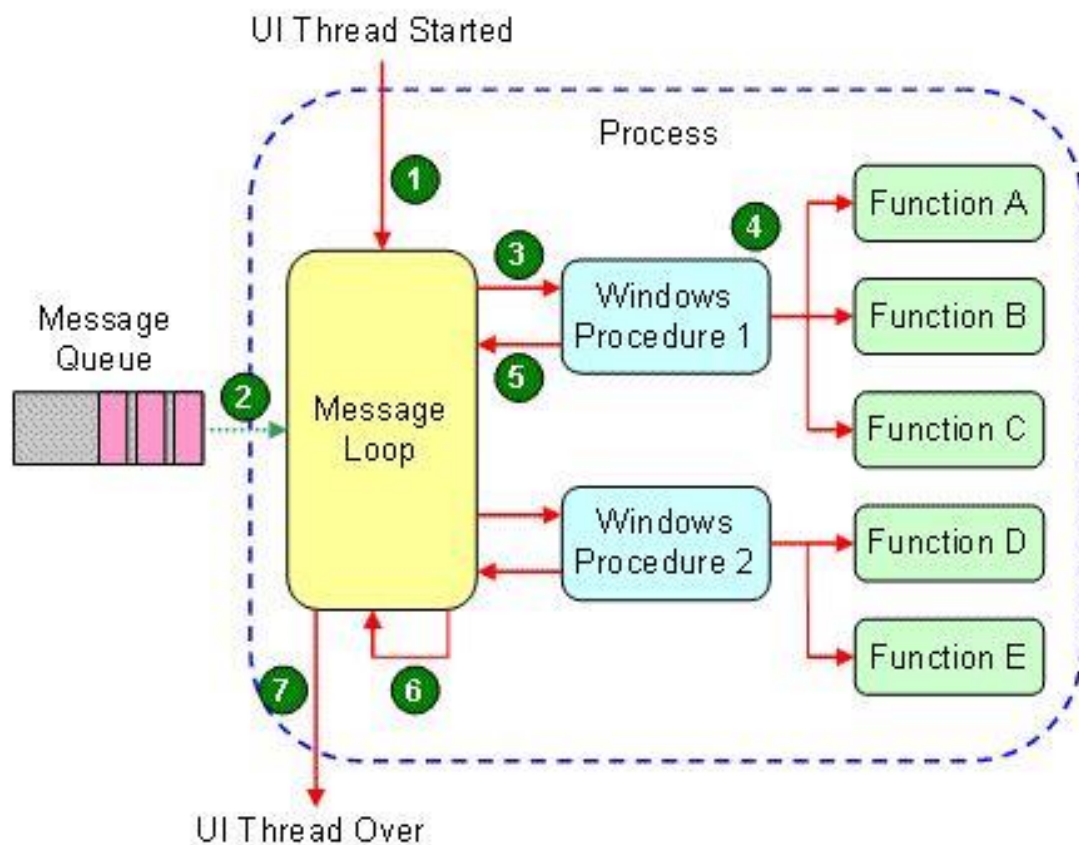 UI Thread Started
Process
1
Function A
4
3
Windows
Procedure 1
Function B
Message
Queue
5
2
Message
Loop
Function C
Windows
Procedure 2
Function D
Function E
6
7
UI Thread Over